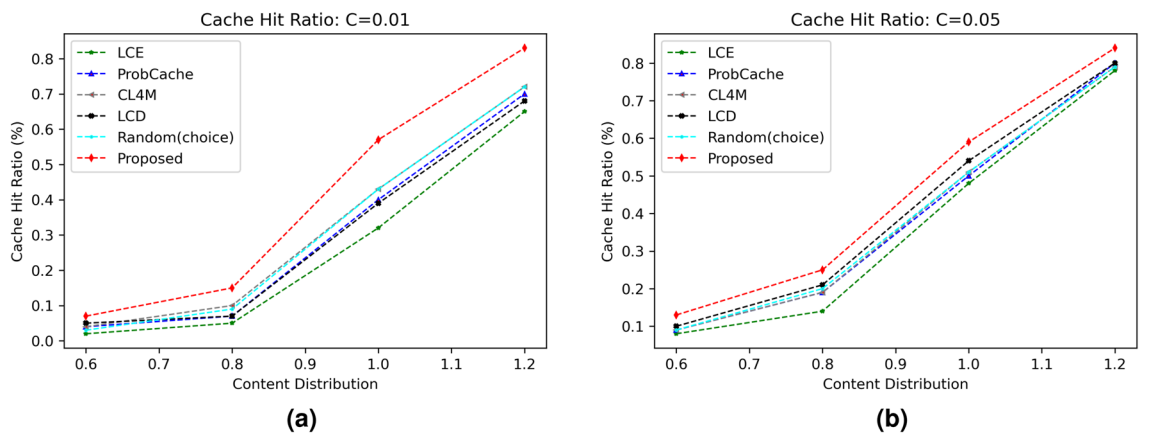 Cache Hit Ratio: C=0.01
Cache Hit Ratio (%)
0.8
0.7
0.6
0.5
0.4
0.3
0.2
0.1
0.0
LCE
ProbCache
CL4M
LCD
Random(choice)
Proposed
0.6 0.7 0.8 0.9 1.0 1.1 1.2
Content Distribution
(a)
Cache Hit Ratio: C=0.05
Cache Hit Ratio (%)
0.8
0.7
0.6
0.5
0.4
0.3
0.2
0.1
LCE
ProbCache
CL4M
LCD
Random(choice)
Proposed
0.6 0.7 0.8 0.9 1.0 1.1 1.2
Content Distribution
(b)